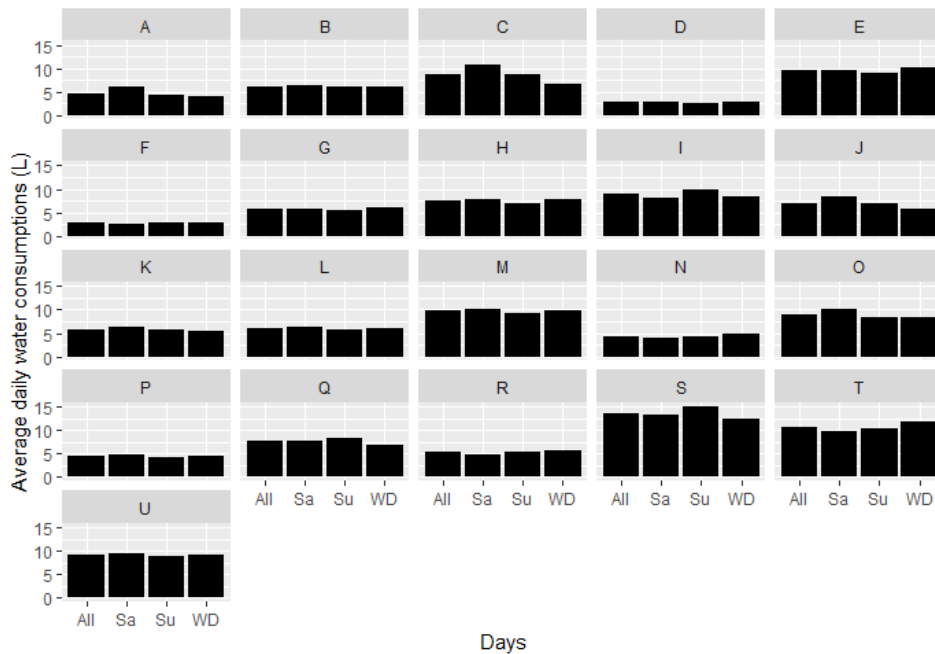 A B C D E
15
10
5
0
F G H I J
15
10
5
0
K L M N O
15
10
5
0
P Q R S T
15
10
5
0
All Sa Su WD All Sa Su WD All Sa Su WD All Sa Su WD
U
15
10
5
0
All Sa Su WD
Average daily water consumptions (L)
Days